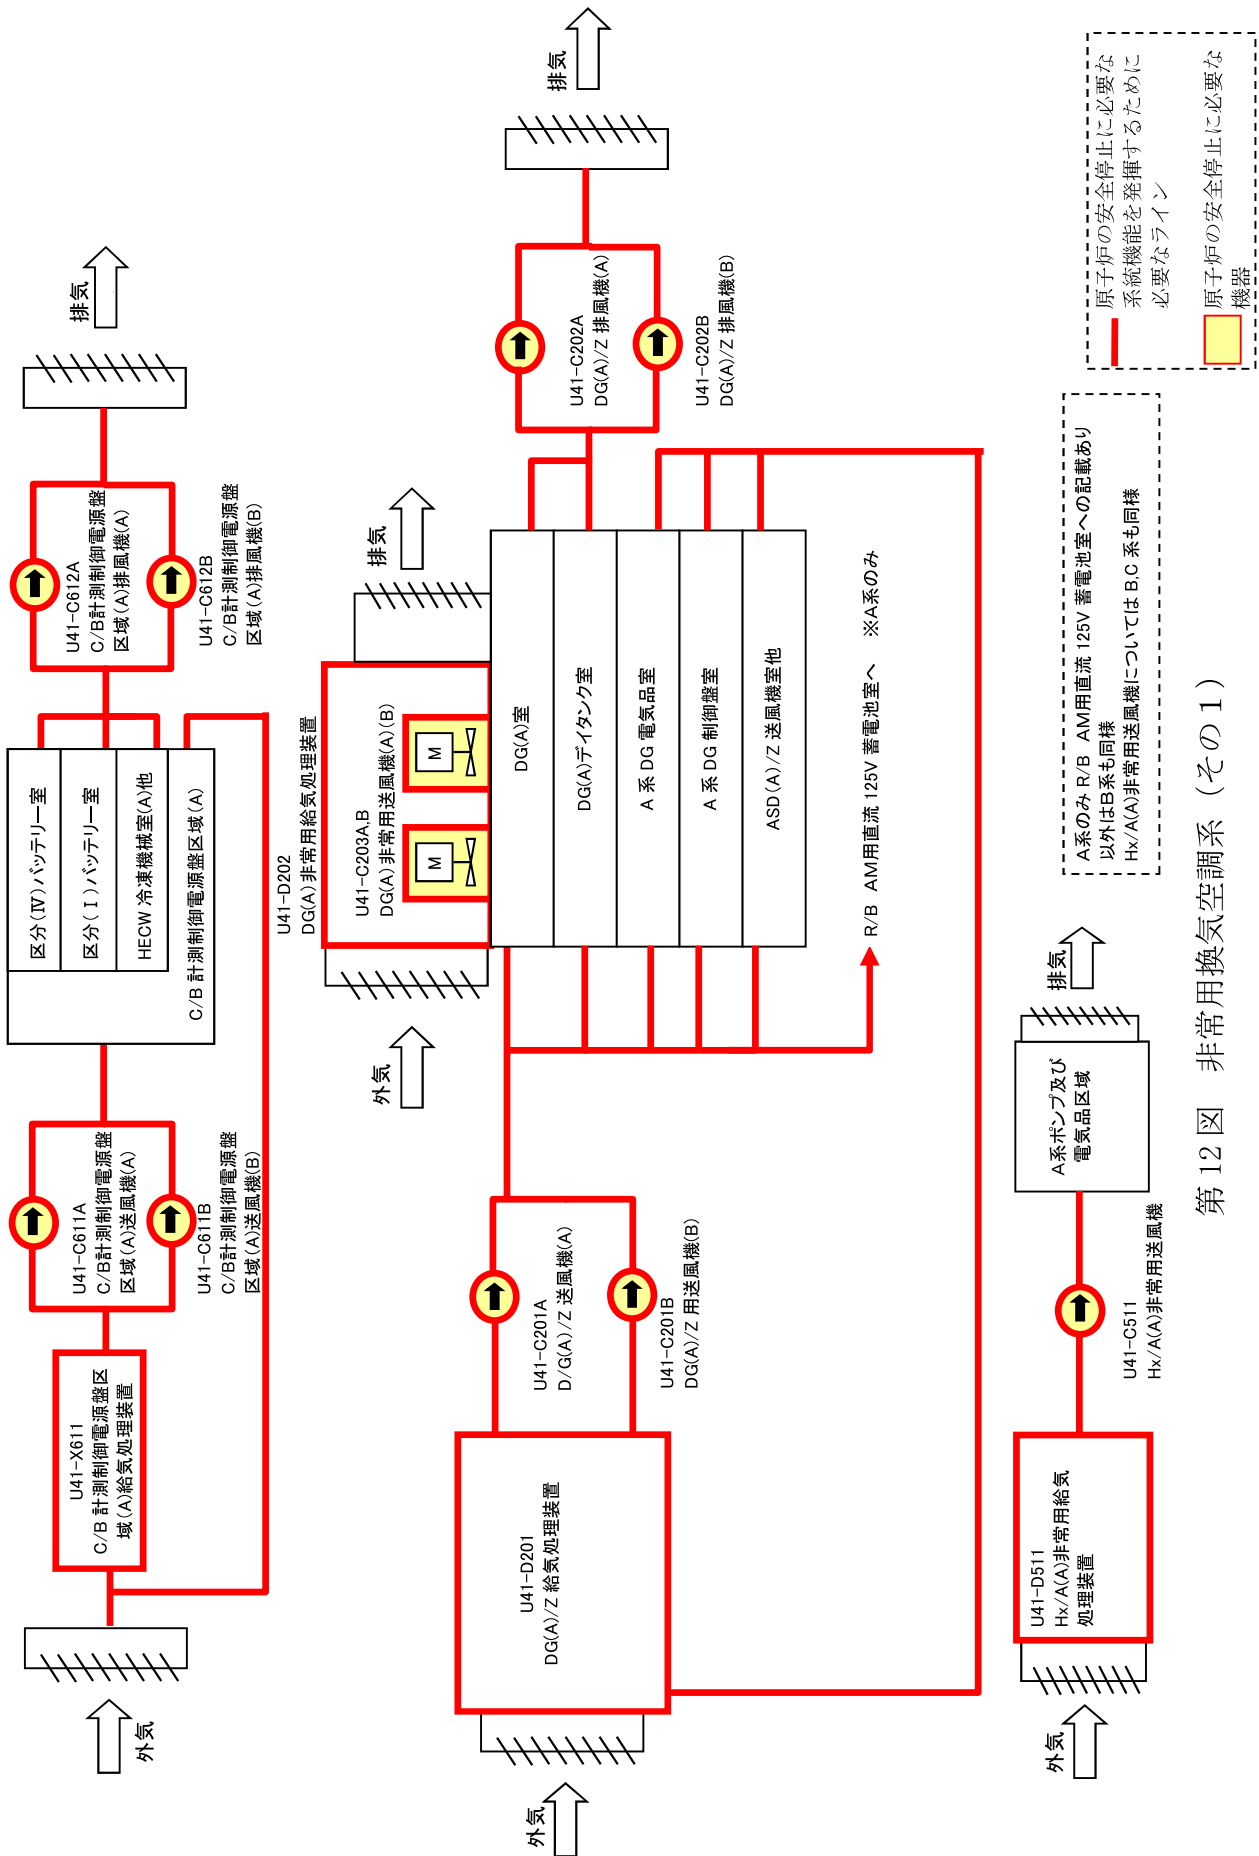 外気
U41-X611
C/B 計測制御電源盤区
域(A)給気処理装置
U41-C611A
C/B計測制御電源盤
区域(A)送風機(A)
U41-C611B
C/B計測制御電源盤
区域(A)送風機(B)
区分(Ⅳ)バッテリー室
区分(Ⅰ)バッテリー室
HECW 冷凍機械室(A)他
C/B 計測制御電源盤区域(A)
U41-C612A
C/B計測制御電源盤
区域(A)排風機(A)
U41-C612B
C/B計測制御電源盤
区域(A)排風機(B)
排気
U41-D202
DG(A)非常用給気処理装置
U41-C203A,B
DG(A)非常用送風機(A)(B)
M
M
外気
排気
外気
U41-D201
DG(A)/Z 給気処理装置
U41-C201A
D/G(A)/Z 送風機(A)
U41-C201B
DG(A)/Z 用送風機(B)
DG(A)室
DG(A)デイタンク室
A 系 DG 電気品室
A 系 DG 制御盤室
ASD(A)/Z 送風機室他
R/B AM用直流 125V 蓄電池室へ ※A系のみ
U41-C202A
DG(A)/Z 排風機(A)
U41-C202B
DG(A)/Z 排風機(B)
排気
外気
U41-D511
Hx/A(A)非常用給気
処理装置
U41-C511
Hx/A(A)非常用送風機
A系ポンプ及び
電気品区域
排気
A系のみ R/B AM用直流 125V 蓄電池室への記載あり
以外はB系も同様
Hx/A(A)非常用送風機については B,C 系も同様
原子炉の安全停止に必要な
系統機能を発揮するために
必要なライン
原子炉の安全停止に必要な
機器
第 12 図 非常用換気空調系（その１）